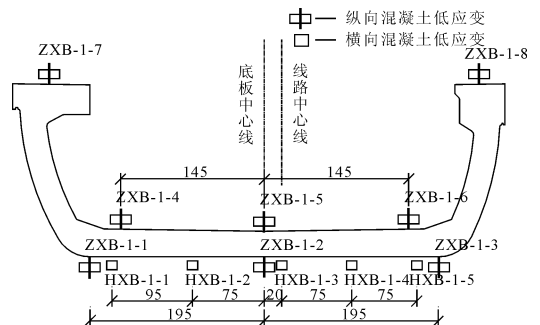 纵向混凝土低应变
横向混凝土低应变
ZXB-1-7
ZXB-1-8
底板中心线
线路中心线
145
145
ZXB-1-4
ZXB-1-5
ZXB-1-6
ZXB-1-1
ZXB-1-2
ZXB-1-3
HXB-1-1
HXB-1-2
HXB-1-3
HXB-1-4
HXB-1-5
95
75
20
75
75
195
195